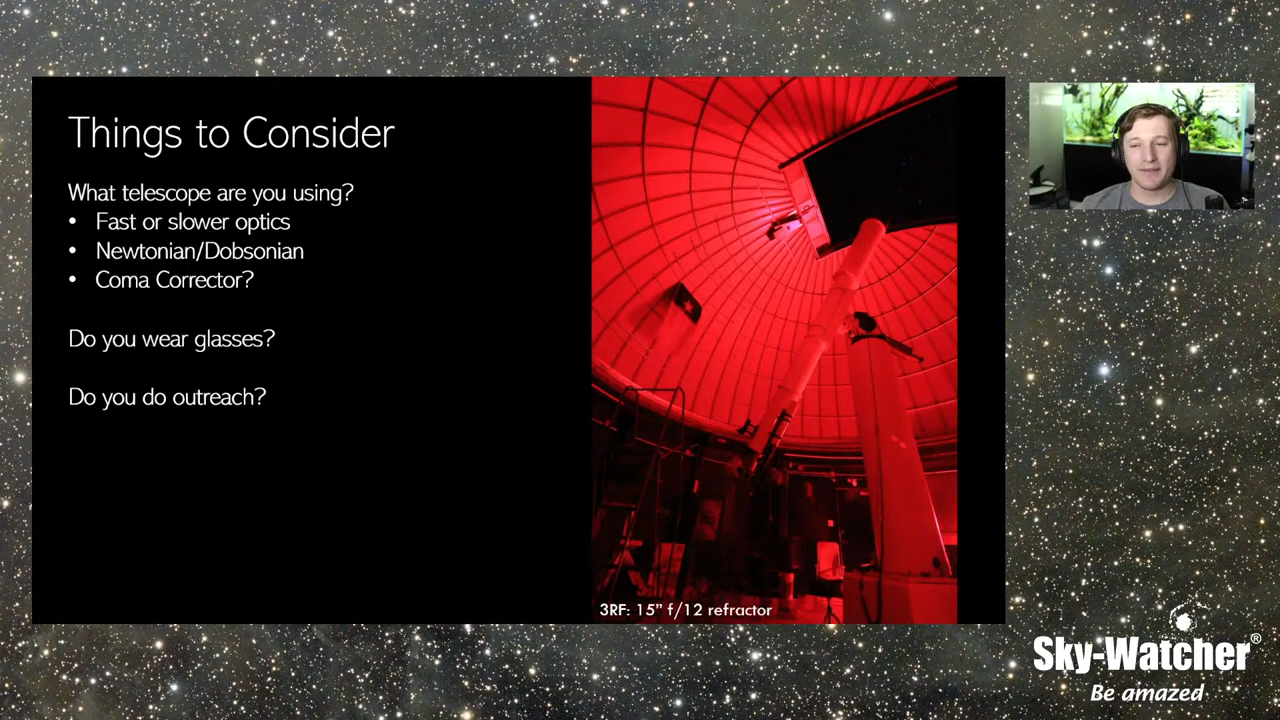 Things to Consider
What telescope are you using?
• Fast or slower optics
• Newtonian/Dobsonian
• Coma Corrector?
Do you wear glasses?
Do you do outreach?
3RF: 15” f/12 refractor
Sky-Watcher®
Be amazed